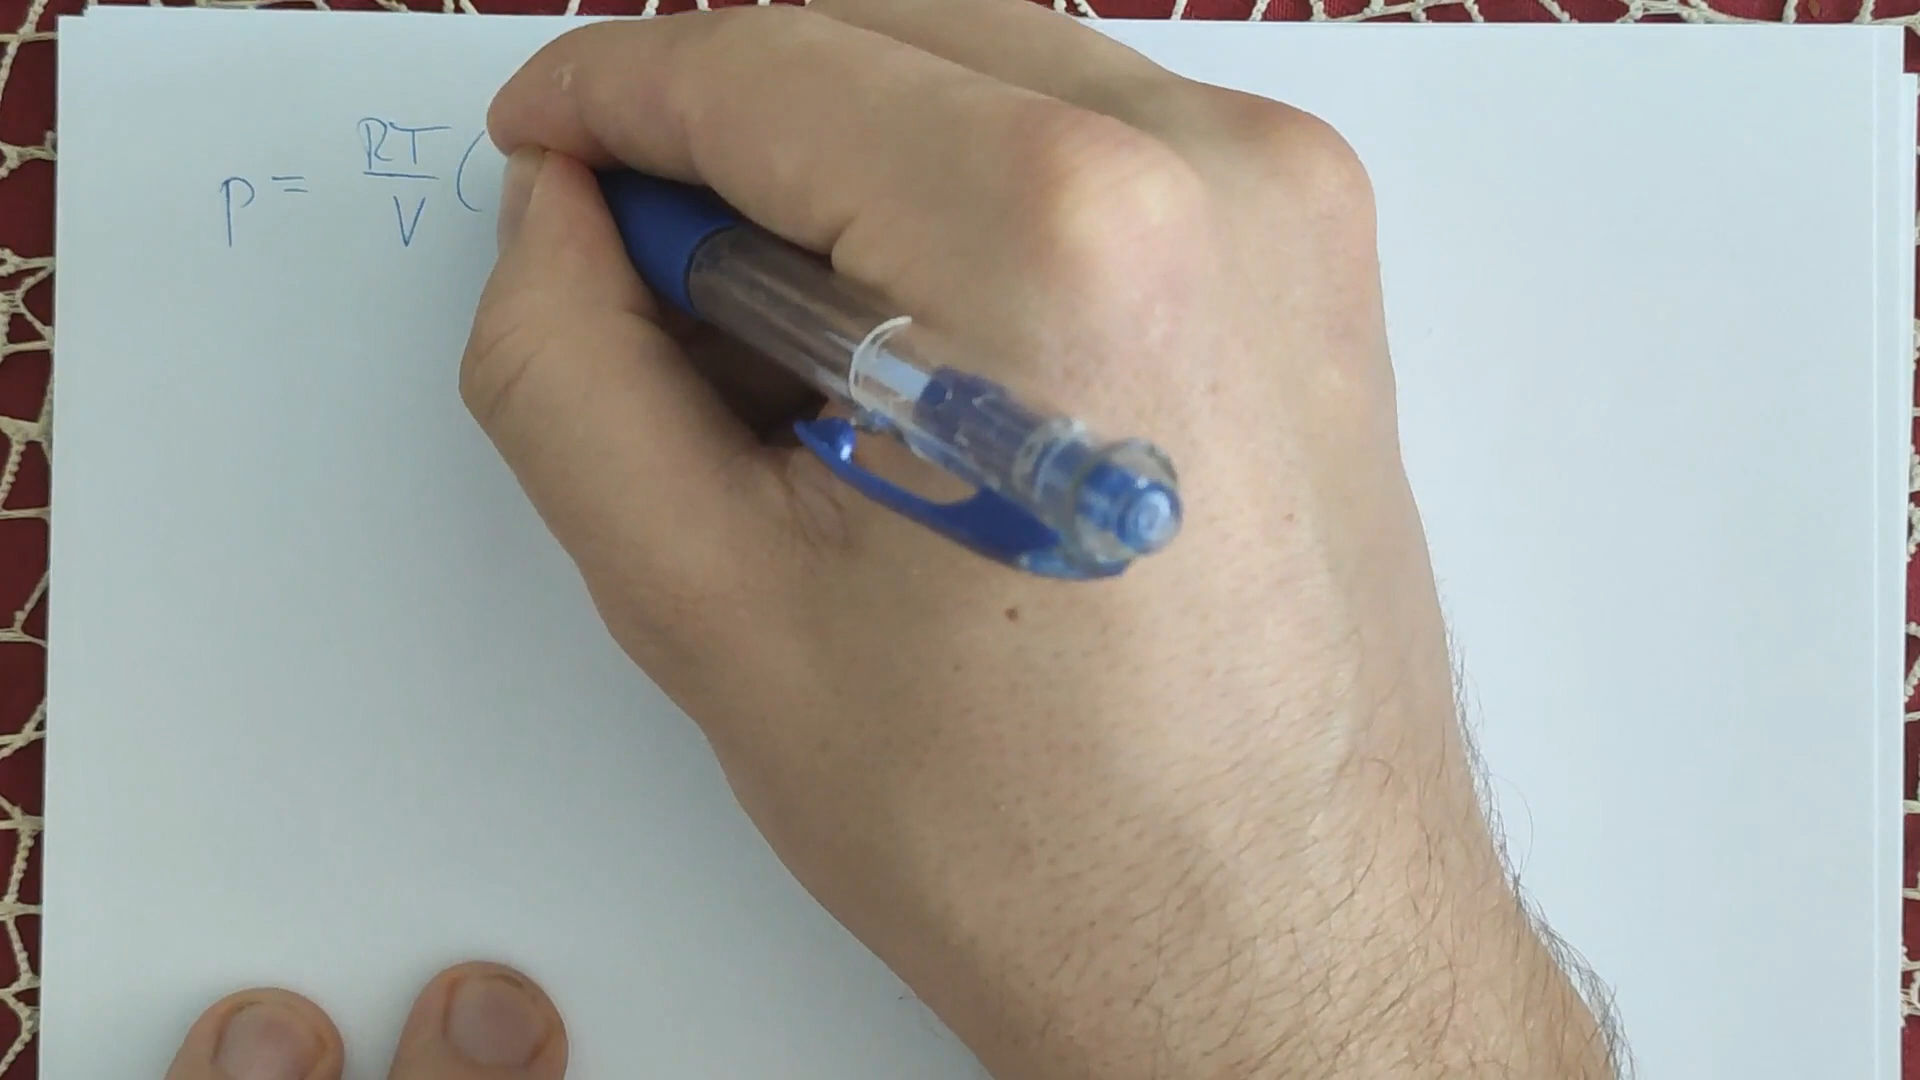 p = RT/V (